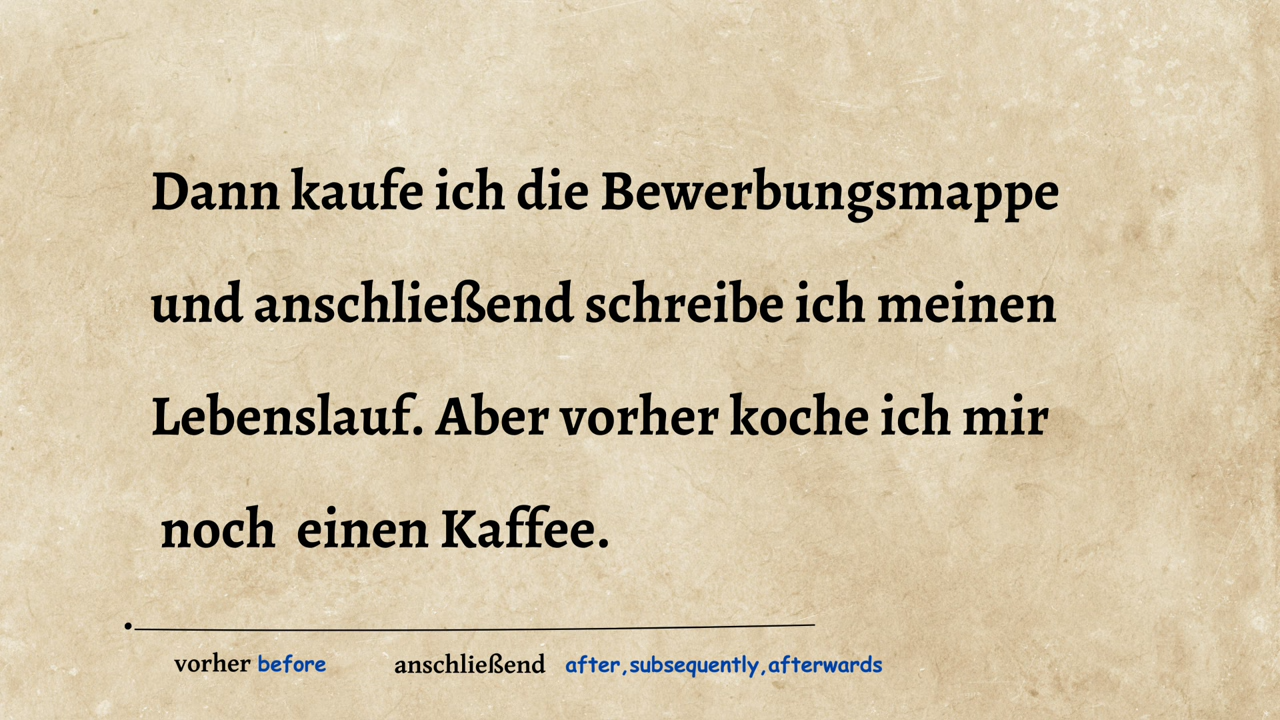 Dann kaufe ich die Bewerbungsmappe
und anschließend schreibe ich meinen
Lebenslauf. Aber vorher koche ich mir
noch einen Kaffee.
vorher before anschließend after,subsequently,afterwards